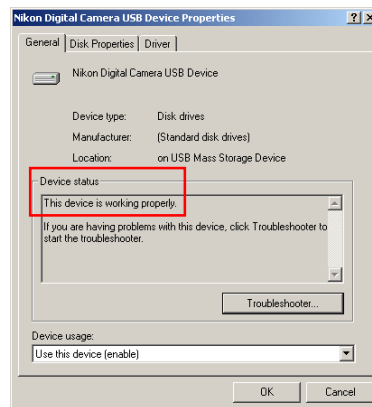 Nikon Digital Camera USB Device Properties
General Disk Properties Driver
Nikon Digital Camera USB Device
Device type: Disk drives
Manufacturer: (Standard disk drives)
Location: on USB Mass Storage Device
Device status
This device is working properly.
If you are having problems with this device, click Troubleshooter to
start the troubleshooter.
Troubleshooter...
Device usage:
Use this device (enable)
OK Cancel